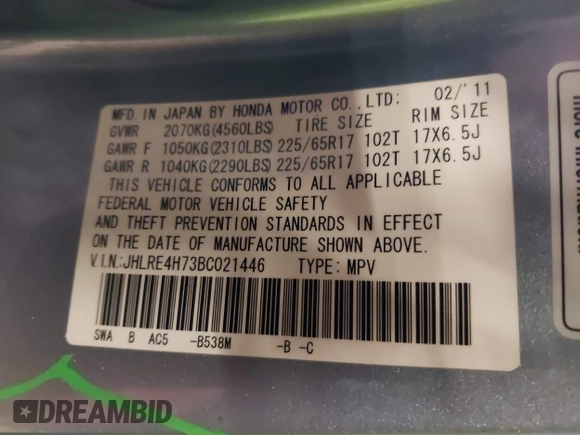 MFD. IN JAPAN BY HONDA MOTOR CO., LTD: 02/'11
GVWR 2070KG(4560LBS) TIRE SIZE RIM SIZE
GAWR F 1050KG(2310LBS) 225/65R17 102T 17X6.5J
GAWR R 1040KG(2290LBS) 225/65R17 102T 17X6.5J
THIS VEHICLE CONFORMS TO ALL APPLICABLE
FEDERAL MOTOR VEHICLE SAFETY
AND THEFT PREVENTION STANDARDS IN EFFECT
ON THE DATE OF MANUFACTURE SHOWN ABOVE.
V.I.N.:JHLRE4H73BC021446 TYPE: MPV
SWA B AC5 -B538M -B -C
DREAMBID